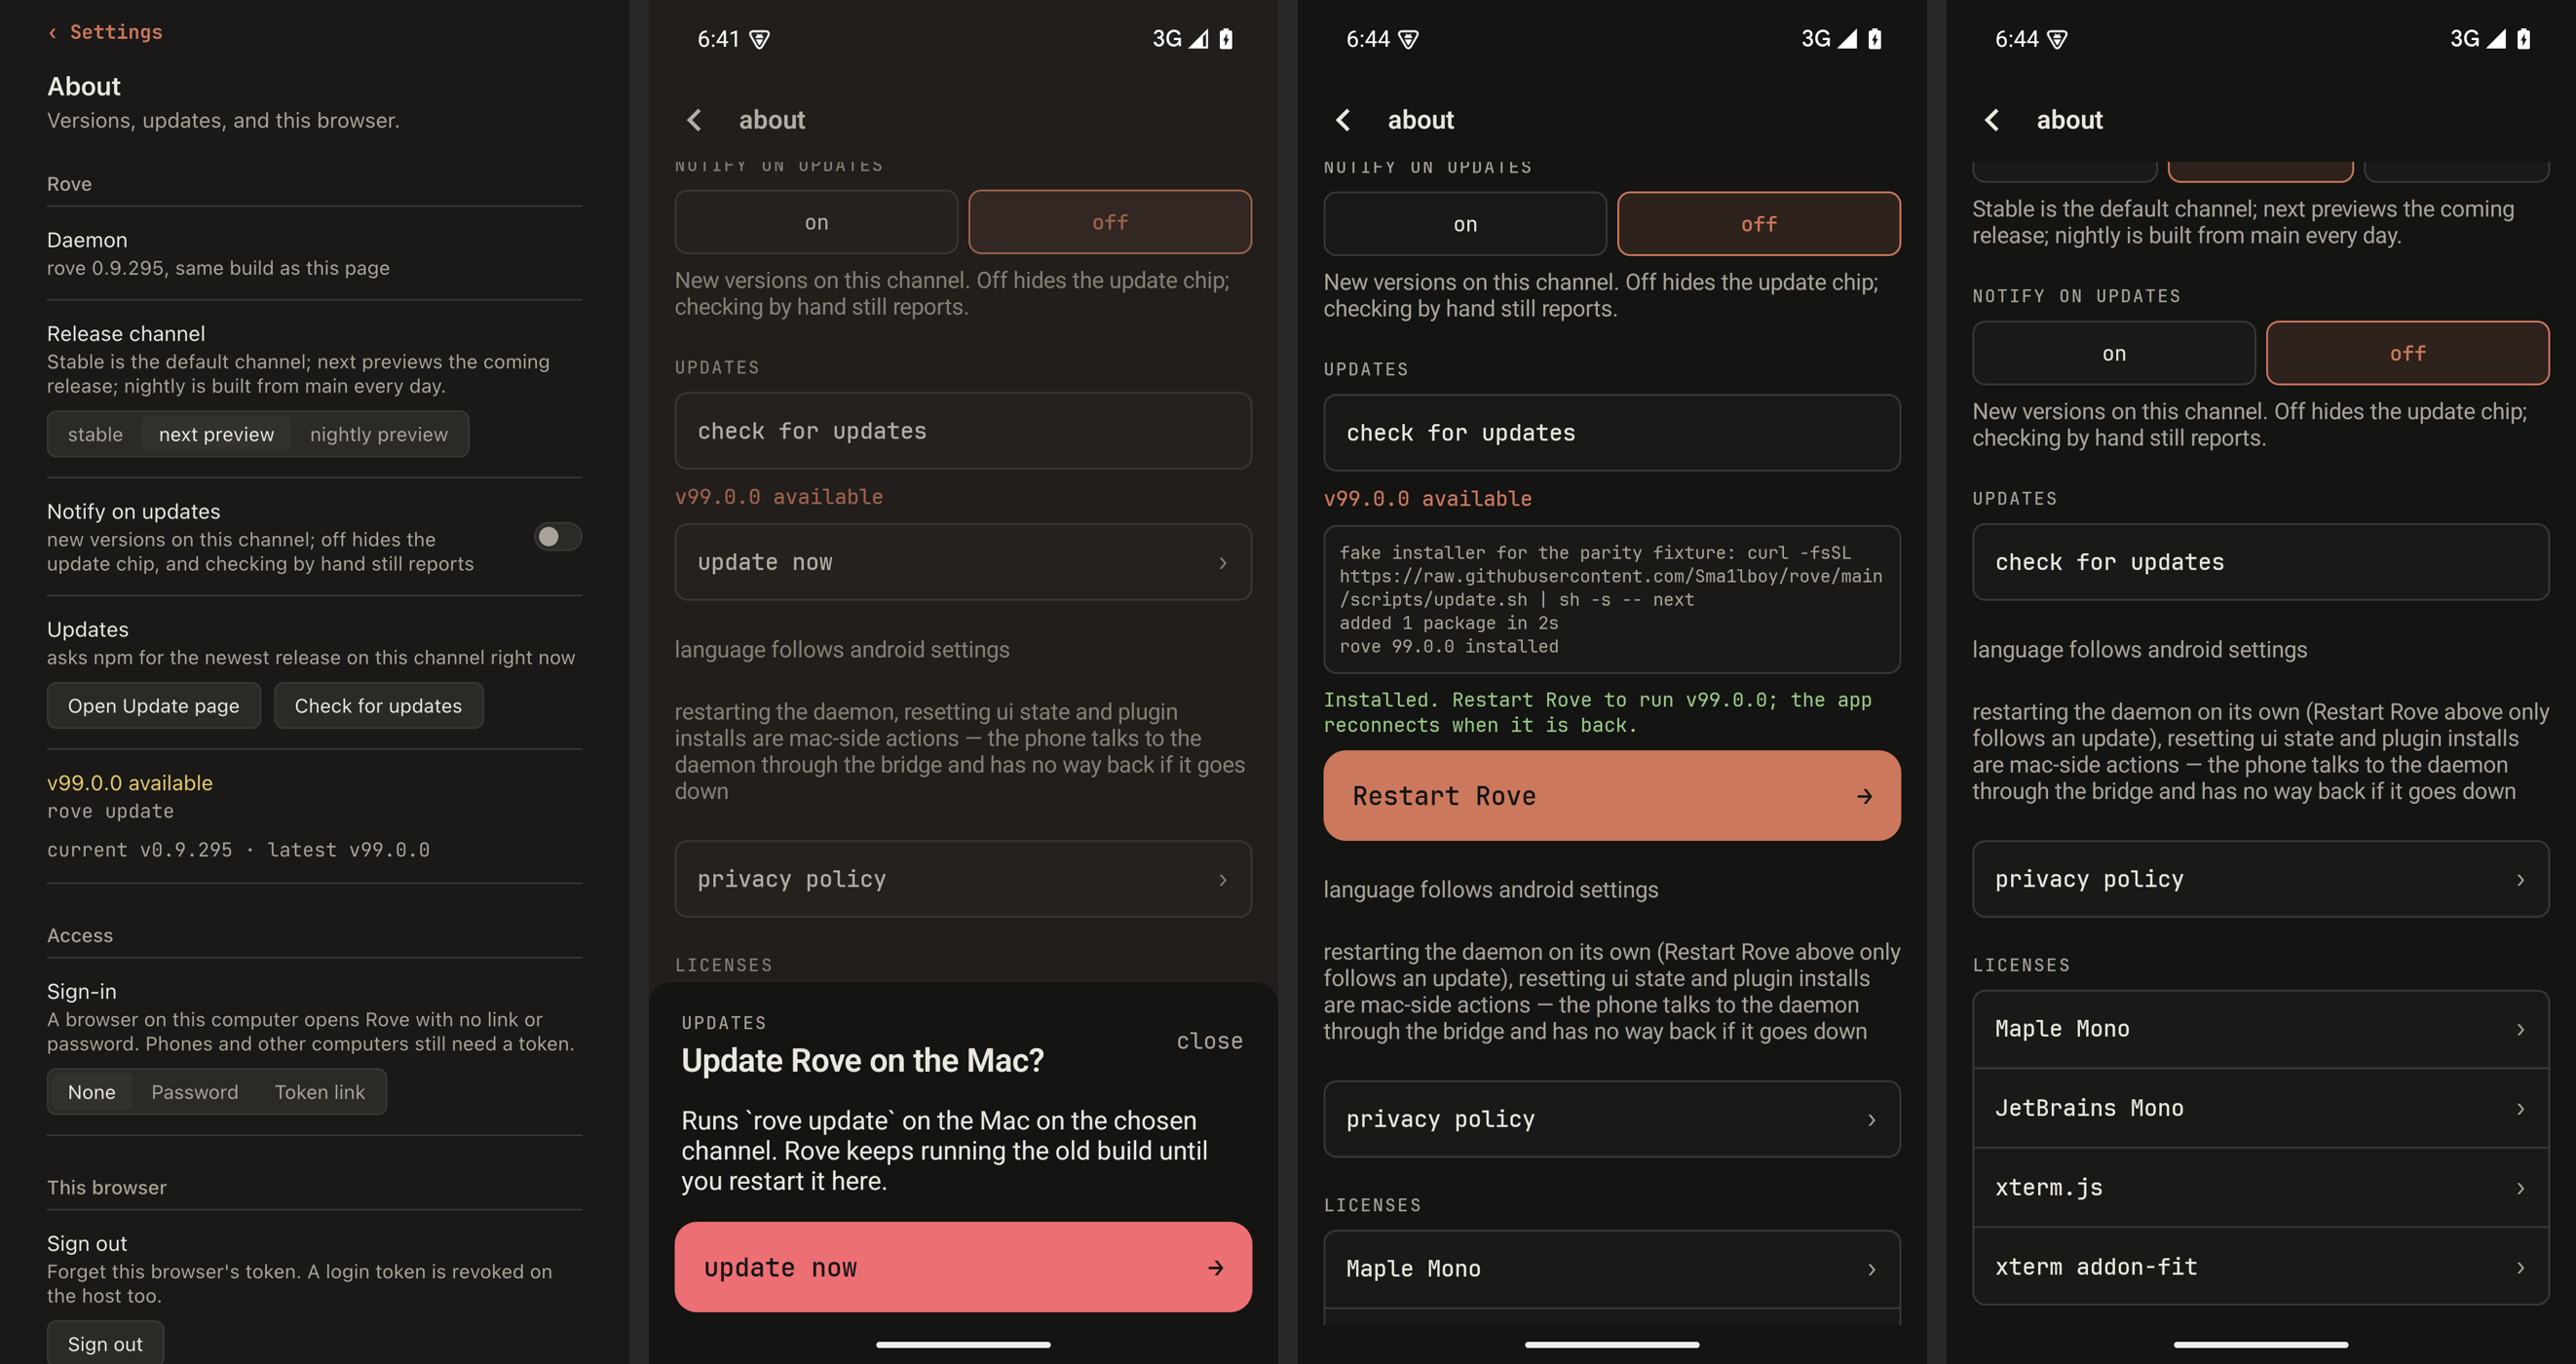 ‹ Settings
About
Versions, updates, and this browser.
Rove
Daemon
rove 0.9.295, same build as this page
Release channel
Stable is the default channel; next previews the coming
release; nightly is built from main every day.
stable next preview nightly preview
Notify on updates
new versions on this channel; off hides the
update chip, and checking by hand still reports
Updates
asks npm for the newest release on this channel right now
Open Update page Check for updates
v99.0.0 available
rove update
current v0.9.295 · latest v99.0.0
Access
Sign-in
A browser on this computer opens Rove with no link or
password. Phones and other computers still need a token.
None Password Token link
This browser
Sign out
Forget this browser's token. A login token is revoked on
the host too.
Sign out
6:41 3G
about
NOTIFY ON UPDATES
on off
New versions on this channel. Off hides the update chip;
checking by hand still reports.
UPDATES
check for updates
v99.0.0 available
update now ›
language follows android settings
restarting the daemon, resetting ui state and plugin
installs are mac-side actions — the phone talks to the
daemon through the bridge and has no way back if it goes
down
privacy policy ›
LICENSES
UPDATES
Update Rove on the Mac?
close
Runs `rove update` on the Mac on the chosen
channel. Rove keeps running the old build until
you restart it here.
update now →
6:44 3G
about
NOTIFY ON UPDATES
on off
New versions on this channel. Off hides the update chip;
checking by hand still reports.
UPDATES
check for updates
v99.0.0 available
fake installer for the parity fixture: curl -fsSL
https://raw.githubusercontent.com/Sma1lboy/rove/main
/scripts/update.sh | sh -s -- next
added 1 package in 2s
rove 99.0.0 installed
Installed. Restart Rove to run v99.0.0; the app
reconnects when it is back.
Restart Rove →
language follows android settings
restarting the daemon on its own (Restart Rove above only
follows an update), resetting ui state and plugin installs
are mac-side actions — the phone talks to the daemon
through the bridge and has no way back if it goes down
privacy policy ›
LICENSES
Maple Mono ›
6:44 3G
about
Stable is the default channel; next previews the coming
release; nightly is built from main every day.
NOTIFY ON UPDATES
on off
New versions on this channel. Off hides the update chip;
checking by hand still reports.
UPDATES
check for updates
language follows android settings
restarting the daemon on its own (Restart Rove above only
follows an update), resetting ui state and plugin installs
are mac-side actions — the phone talks to the daemon
through the bridge and has no way back if it goes down
privacy policy ›
LICENSES
Maple Mono ›
JetBrains Mono ›
xterm.js ›
xterm addon-fit ›